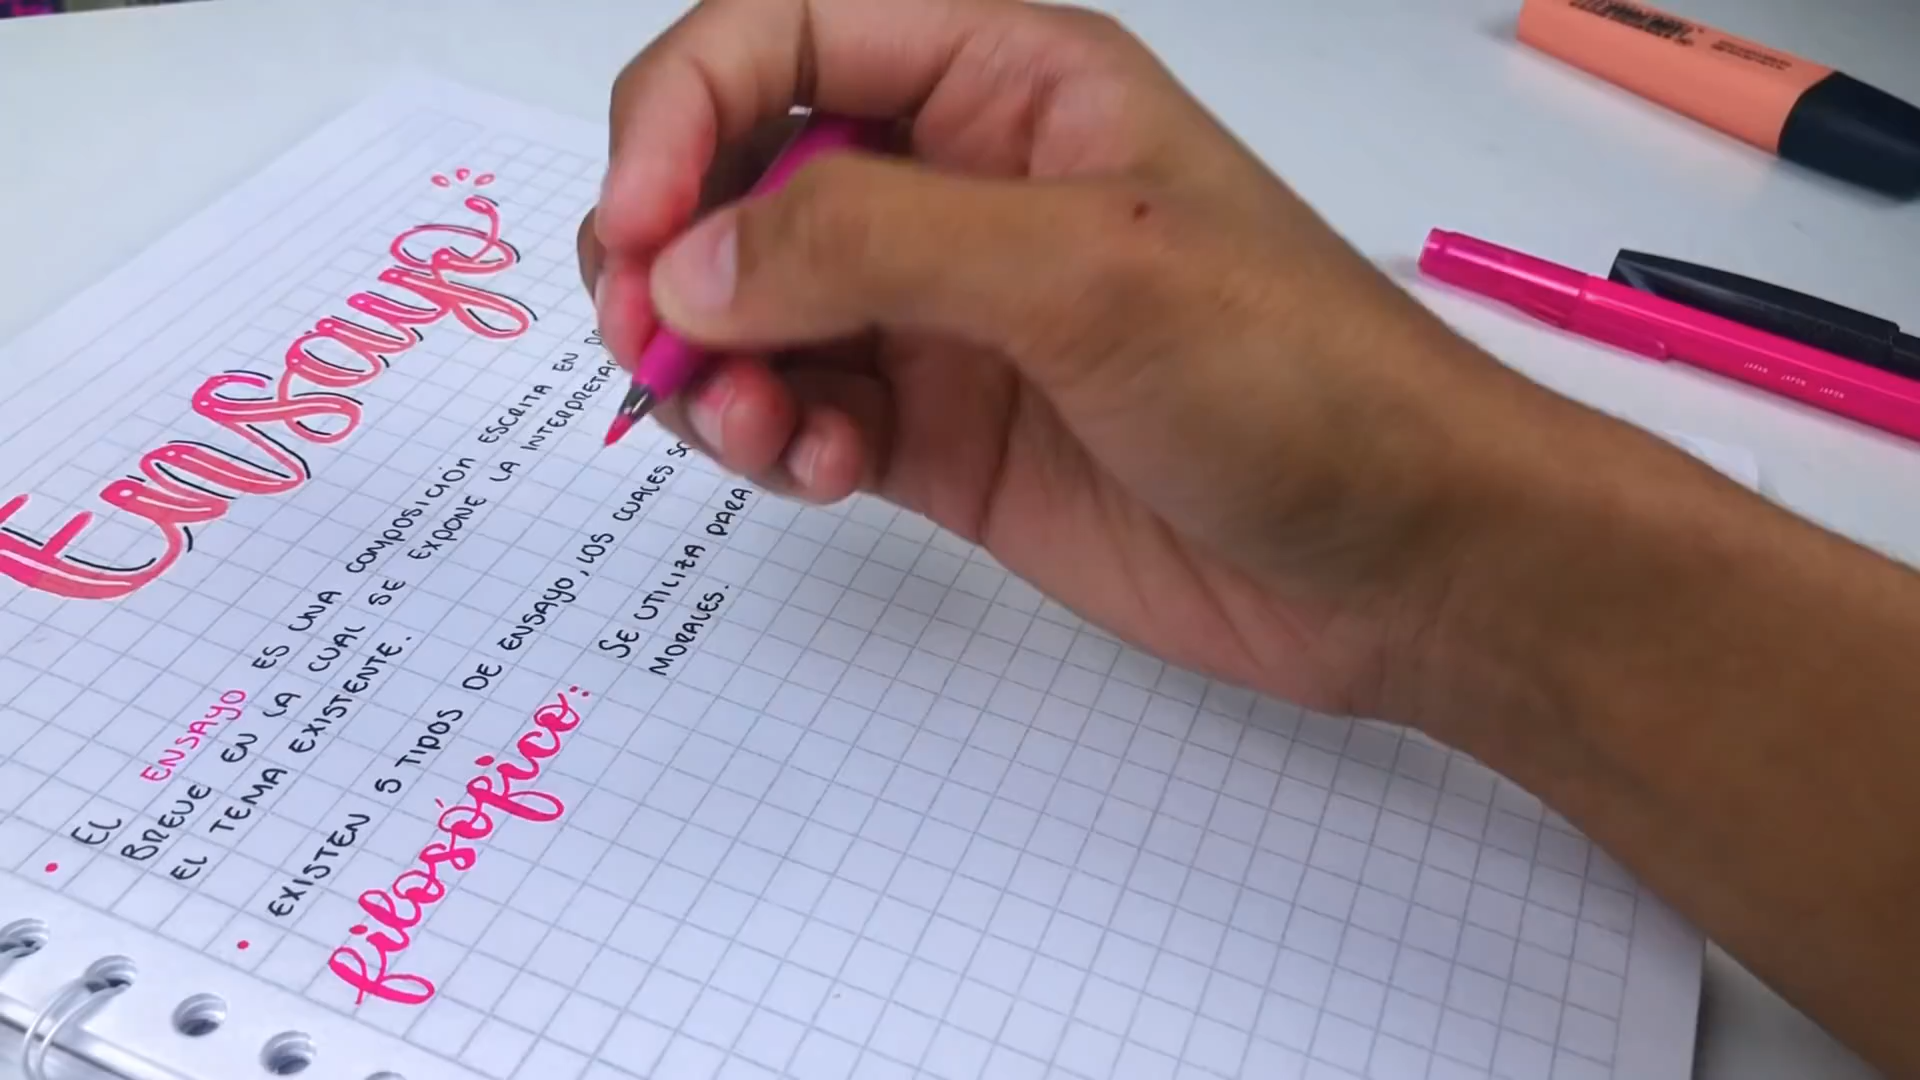 Ensayo
• EL ENSAYO ES UNA COMPOSICIÓN ESCRITA EN
BREVE EN LA CUAL SE EXPONE LA
EL TEMA EXISTENTE.
• EXISTEN 5 TIPOS DE ENSAYO, LOS CUALES
filosófico: SE UTILIZA PARA
MORALES.